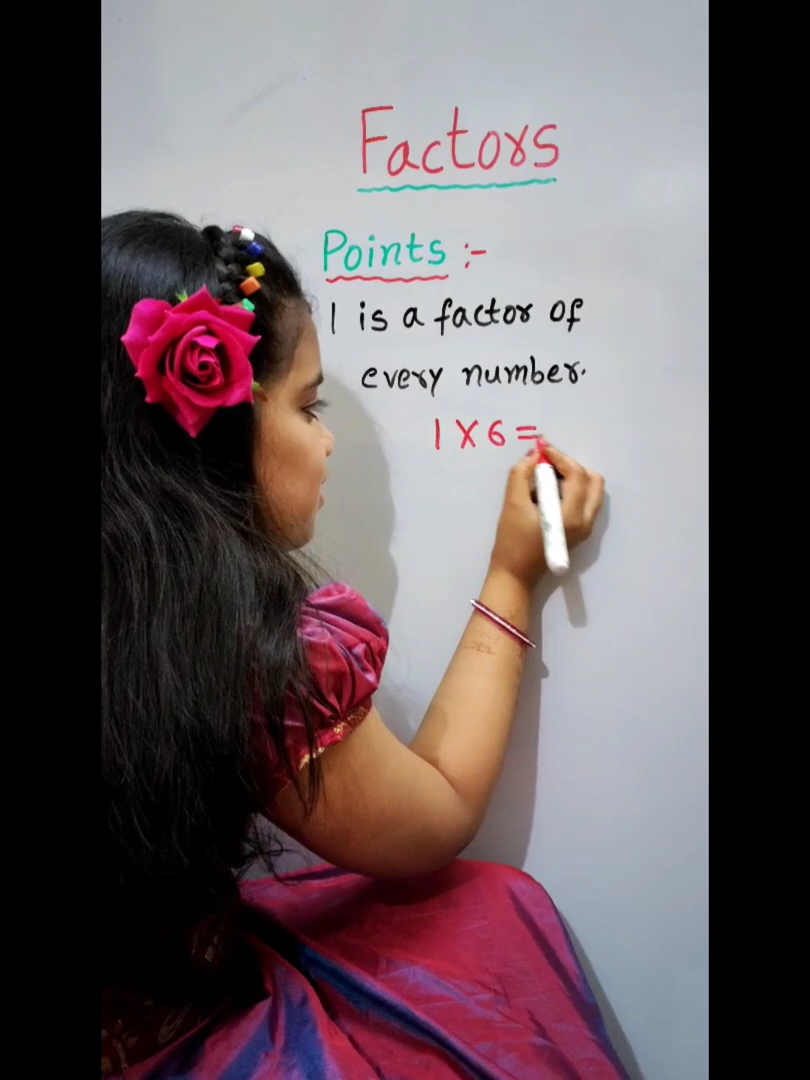 Factors
Points :-
1 is a factor of
every number.
1 X 6 =